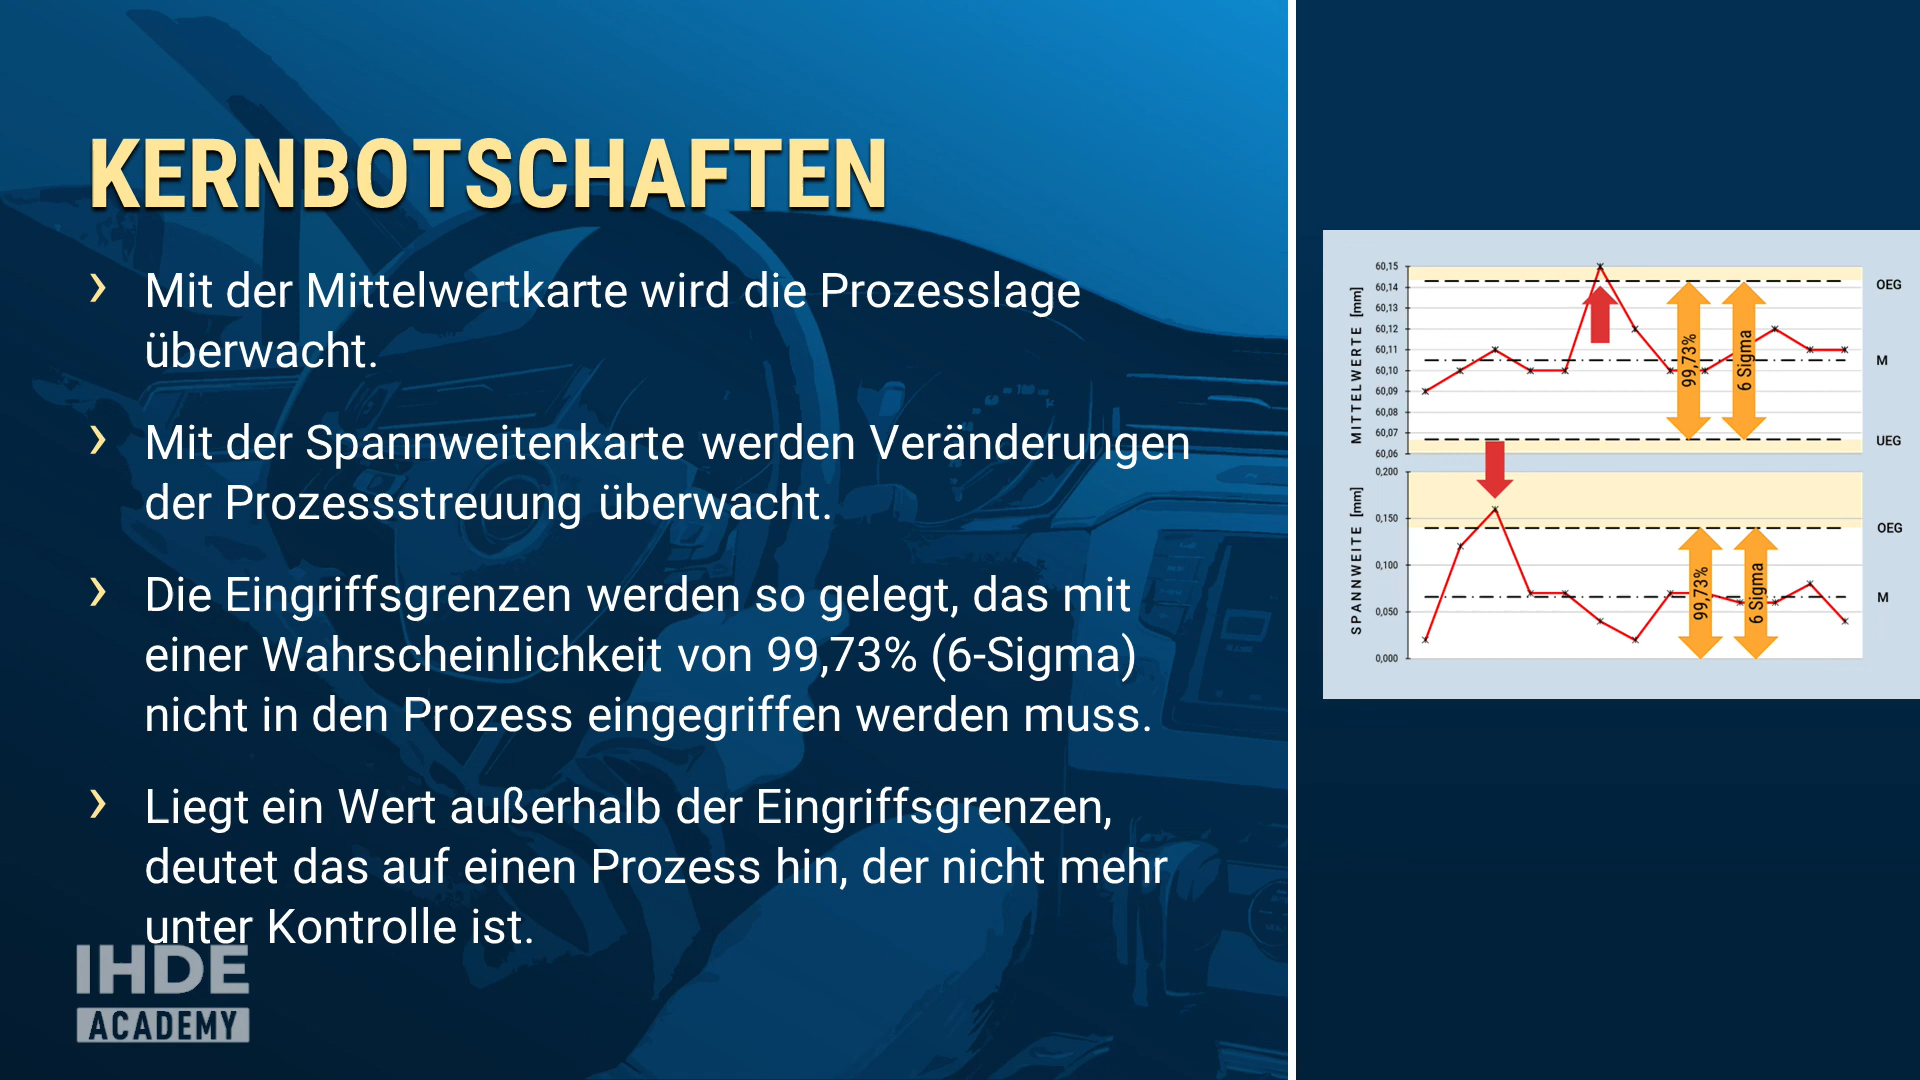 KERNBOTSCHAFTEN
› Mit der Mittelwertkarte wird die Prozesslage
überwacht.
› Mit der Spannweitenkarte werden Veränderungen
der Prozessstreuung überwacht.
› Die Eingriffsgrenzen werden so gelegt, das mit
einer Wahrscheinlichkeit von 99,73% (6-Sigma)
nicht in den Prozess eingegriffen werden muss.
› Liegt ein Wert außerhalb der Eingriffsgrenzen,
deutet das auf einen Prozess hin, der nicht mehr
unter Kontrolle ist.
IHDE
ACADEMY
MITTELWERTE [mm]
60,15
60,14
60,13
60,12
60,11
60,10
60,09
60,08
60,07
60,06
99,73%
6 Sigma
OEG
M
UEG
SPANNWEITE [mm]
0,200
0,150
0,100
0,050
0,000
99,73%
6 Sigma
OEG
M